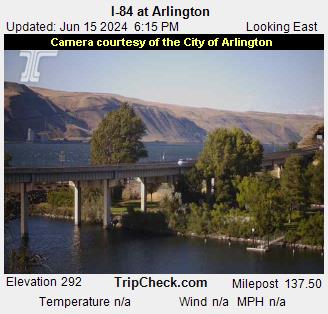 I-84 at Arlington
Updated: Jun 15 2024 6:15 PM Looking East
Camera courtesy of the City of Arlington
Elevation 292 TripCheck.com Milepost 137.50
Temperature n/a Wind n/a MPH n/a